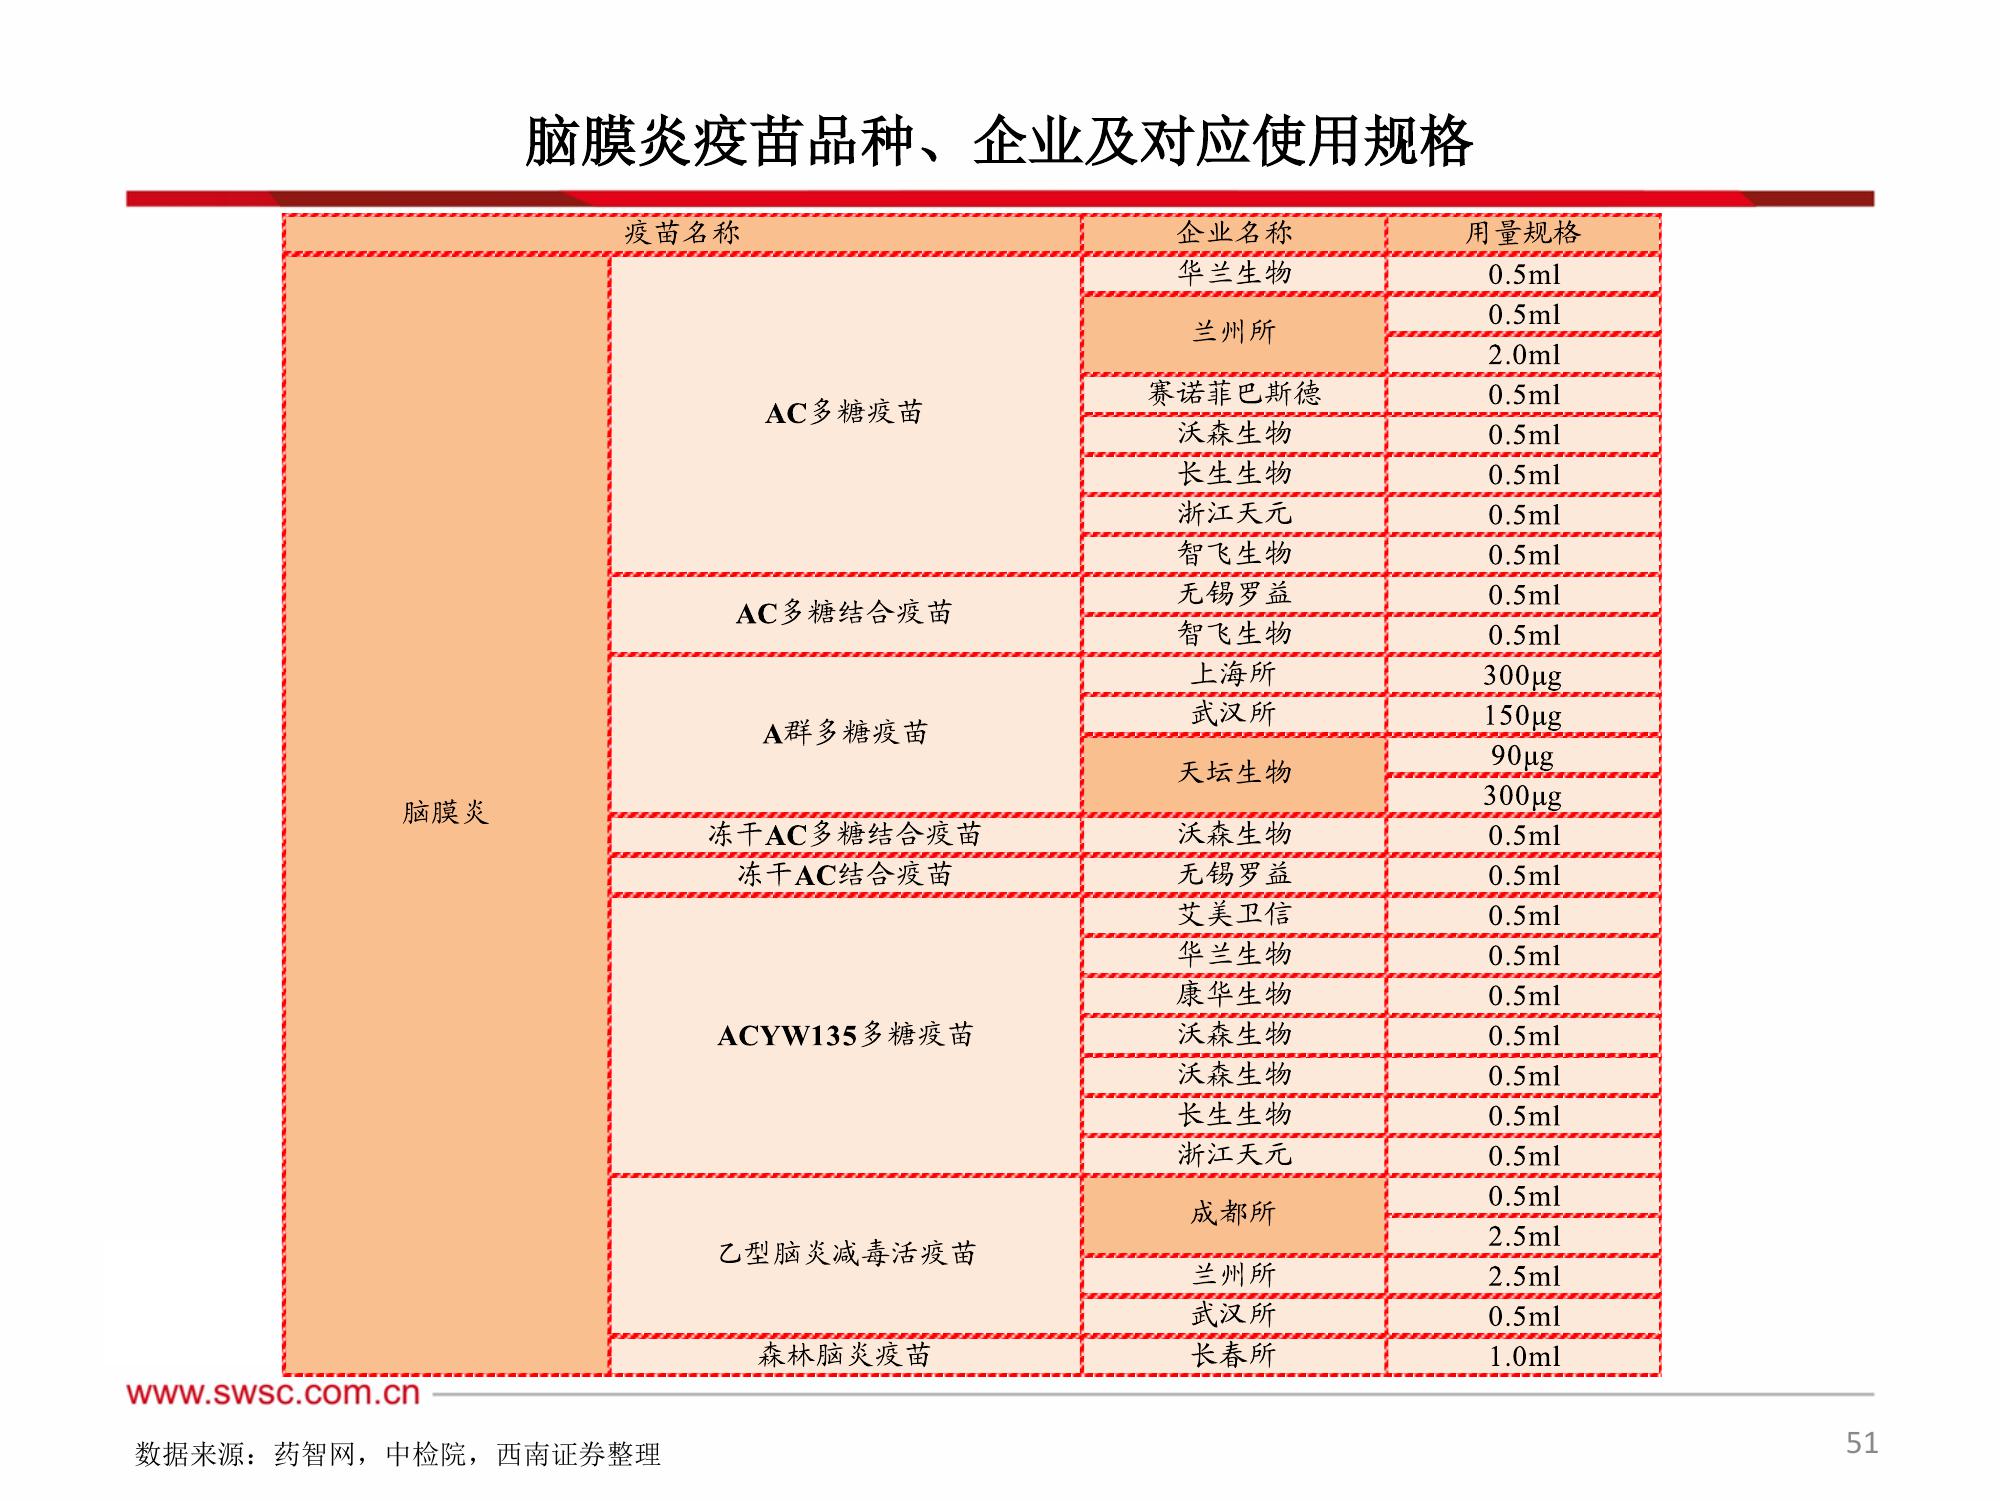 脑膜炎疫苗品种、企业及对应使用规格
疫苗名称 企业名称 用量规格
脑膜炎
AC多糖疫苗
华兰生物 0.5ml
兰州所 0.5ml
2.0ml
赛诺菲巴斯德 0.5ml
沃森生物 0.5ml
长生生物 0.5ml
浙江天元 0.5ml
智飞生物 0.5ml
AC多糖结合疫苗
无锡罗益 0.5ml
智飞生物 0.5ml
A群多糖疫苗
上海所 300μg
武汉所 150μg
天坛生物 90μg
300μg
冻干AC多糖结合疫苗 沃森生物 0.5ml
冻干AC结合疫苗 无锡罗益 0.5ml
ACYW135多糖疫苗
艾美卫信 0.5ml
华兰生物 0.5ml
康华生物 0.5ml
沃森生物 0.5ml
沃森生物 0.5ml
长生生物 0.5ml
浙江天元 0.5ml
乙型脑炎减毒活疫苗
成都所 0.5ml
2.5ml
兰州所 2.5ml
武汉所 0.5ml
森林脑炎疫苗 长春所 1.0ml
www.swsc.com.cn
数据来源：药智网，中检院，西南证券整理
51